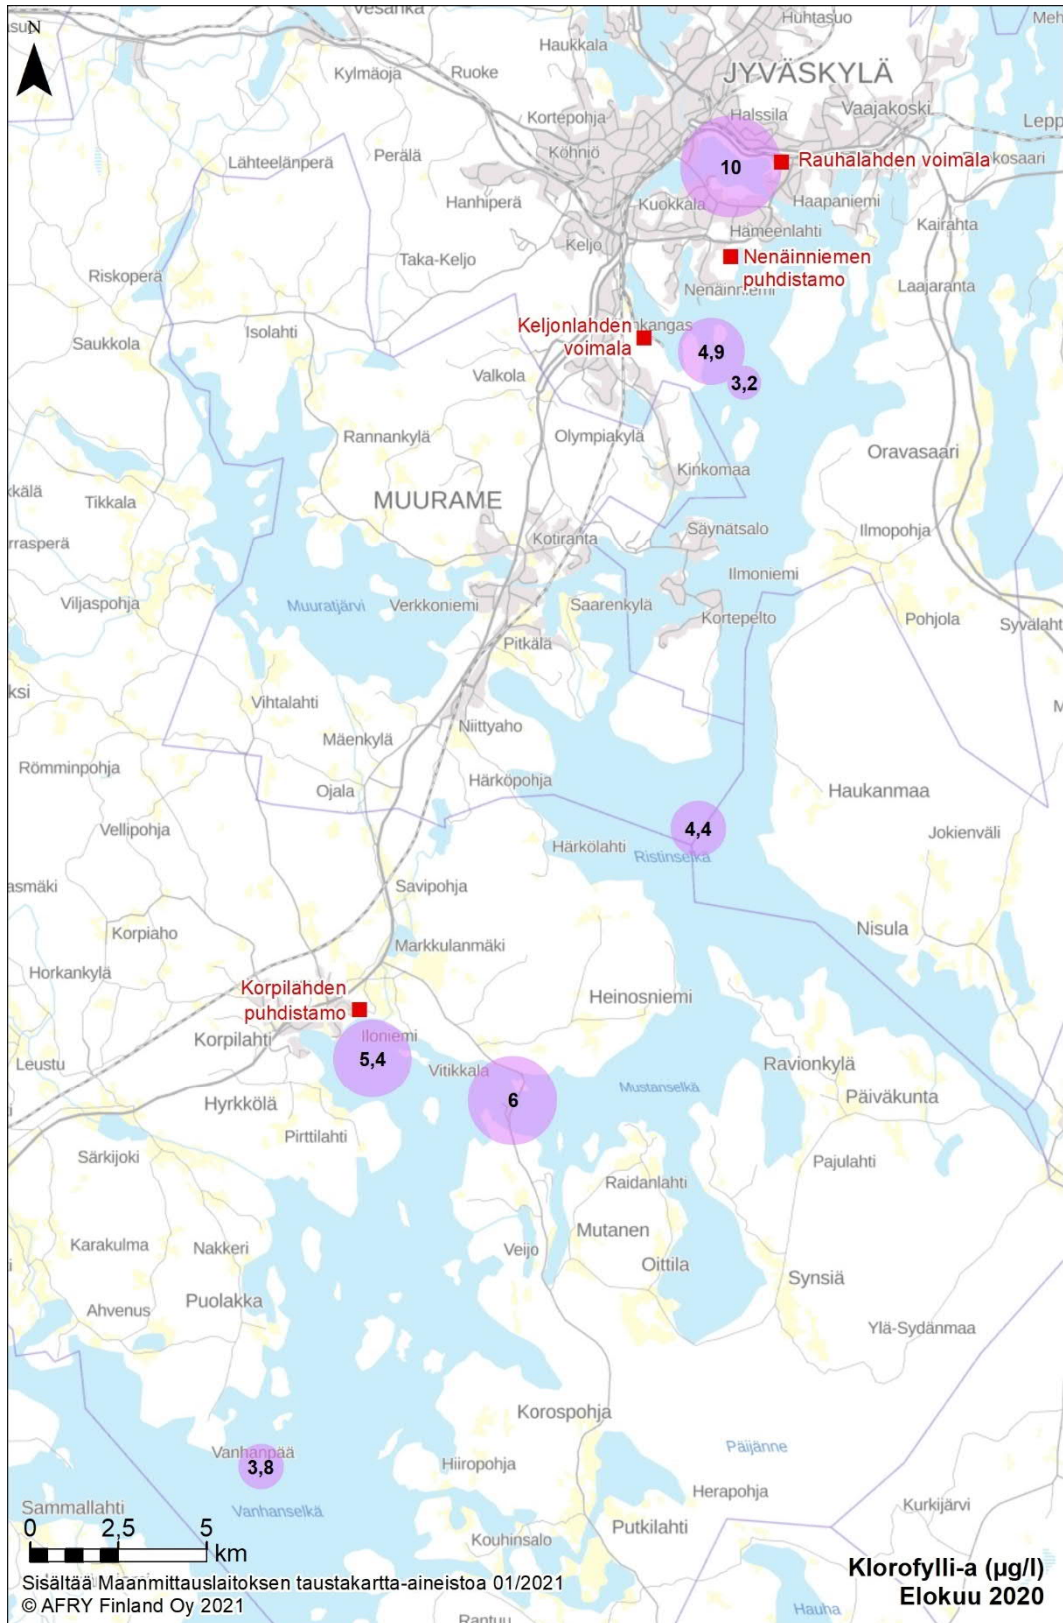 N
Vesanka
Huhtasuo
Haukkala
Kylmäoja
Ruoke
JYVÄSKYLÄ
Kortepohja
Halssila
Vaajakoski
Lähteelänperä
Perälä
Köhniö
10
Rauhalahden voimala
Hanhiperä
Kuokkala
Haapaniemi
Keljo
Hämeenlahti
Kairahta
Taka-Keljo
Riskoperä
Nenäinniemen
puhdistamo
Laajaranta
Nenäinniemi
Isolahti
Saukkola
Keljonlahden
voimala
4,9
3,2
Valkola
Rannankylä
Olympiakylä
Oravasaari
Kinkomaa
MUURAME
Tikkala
Säynätsalo
Kotiranta
Ilmopohja
Ilmoniemi
Viljaspohja
Muuratjärvi
Verkkoniemi
Saarenkylä
Kortepelto
Pohjola
Pitkälä
Vihtalahti
Niittyaho
Mäenkylä
Römminpohja
Härköpohja
Ojala
Haukanmaa
Vellipohja
4,4
Jokienväli
Härkölahti
Ristinselkä
Savipohja
Korpiaho
Nisula
Markkulanmäki
Horkankylä
Korpilahden
puhdistamo
Heinosniemi
Korpilahti
Iloniemi
Leustu
5,4
Vitikkala
Ravionkylä
Mustanselkä
Hyrkkölä
6
Päiväkunta
Pirttilahti
Särkijoki
Pajulahti
Raidanlahti
Mutanen
Karakulma
Nakkeri
Veijo
Oittila
Synsiä
Puolakka
Ahvenus
Ylä-Sydänmaa
Korospohja
Vanhanpää
Päijänne
3,8
Hiiropohja
Herapohja
Sammallahti
Vanhanselkä
Kurkijärvi
0 2,5 5
km
Putkilahti
Kouhinsalo
Klorofylli-a (µg/l)
Elokuu 2020
Sisältää Maanmittauslaitoksen taustakartta-aineistoa 01/2021
© AFRY Finland Oy 2021
Rantuu
Hauha